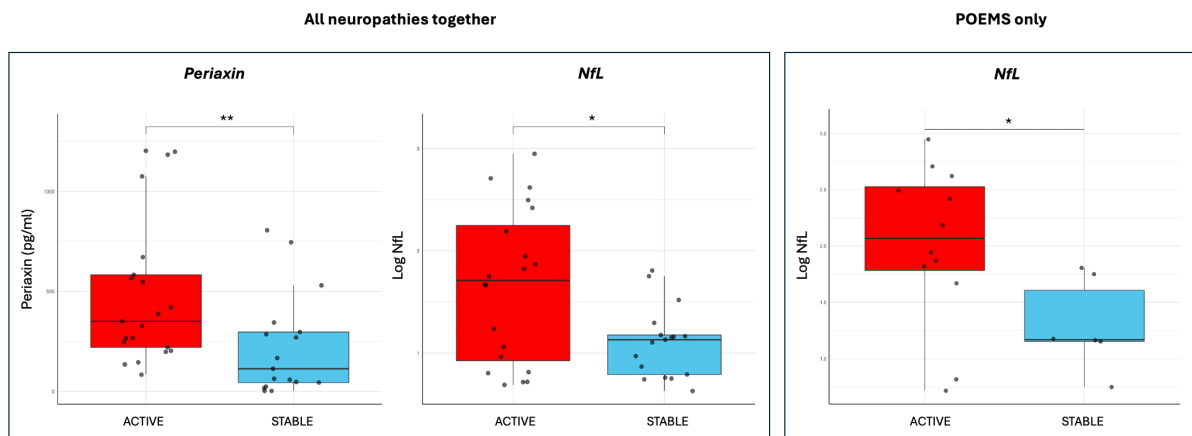 All neuropathies together
POEMS only
Periaxin
NfL
NfL
**
*
*
Periaxin (pg/ml)
1000
500
0
ACTIVE
STABLE
Log NfL
3
2
1
ACTIVE
STABLE
Log NfL
3.0
2.5
2.0
1.5
1.0
ACTIVE
STABLE